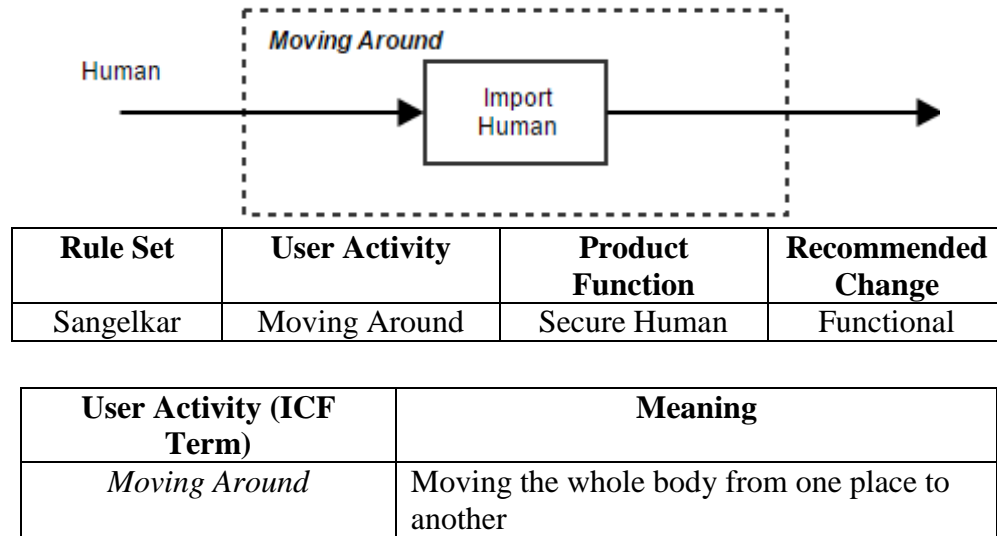 Moving Around
Human
Import
Human
Rule Set User Activity Product Function Recommended Change
Sangelkar Moving Around Secure Human Functional
User Activity (ICF Term) Meaning
Moving Around Moving the whole body from one place to
another